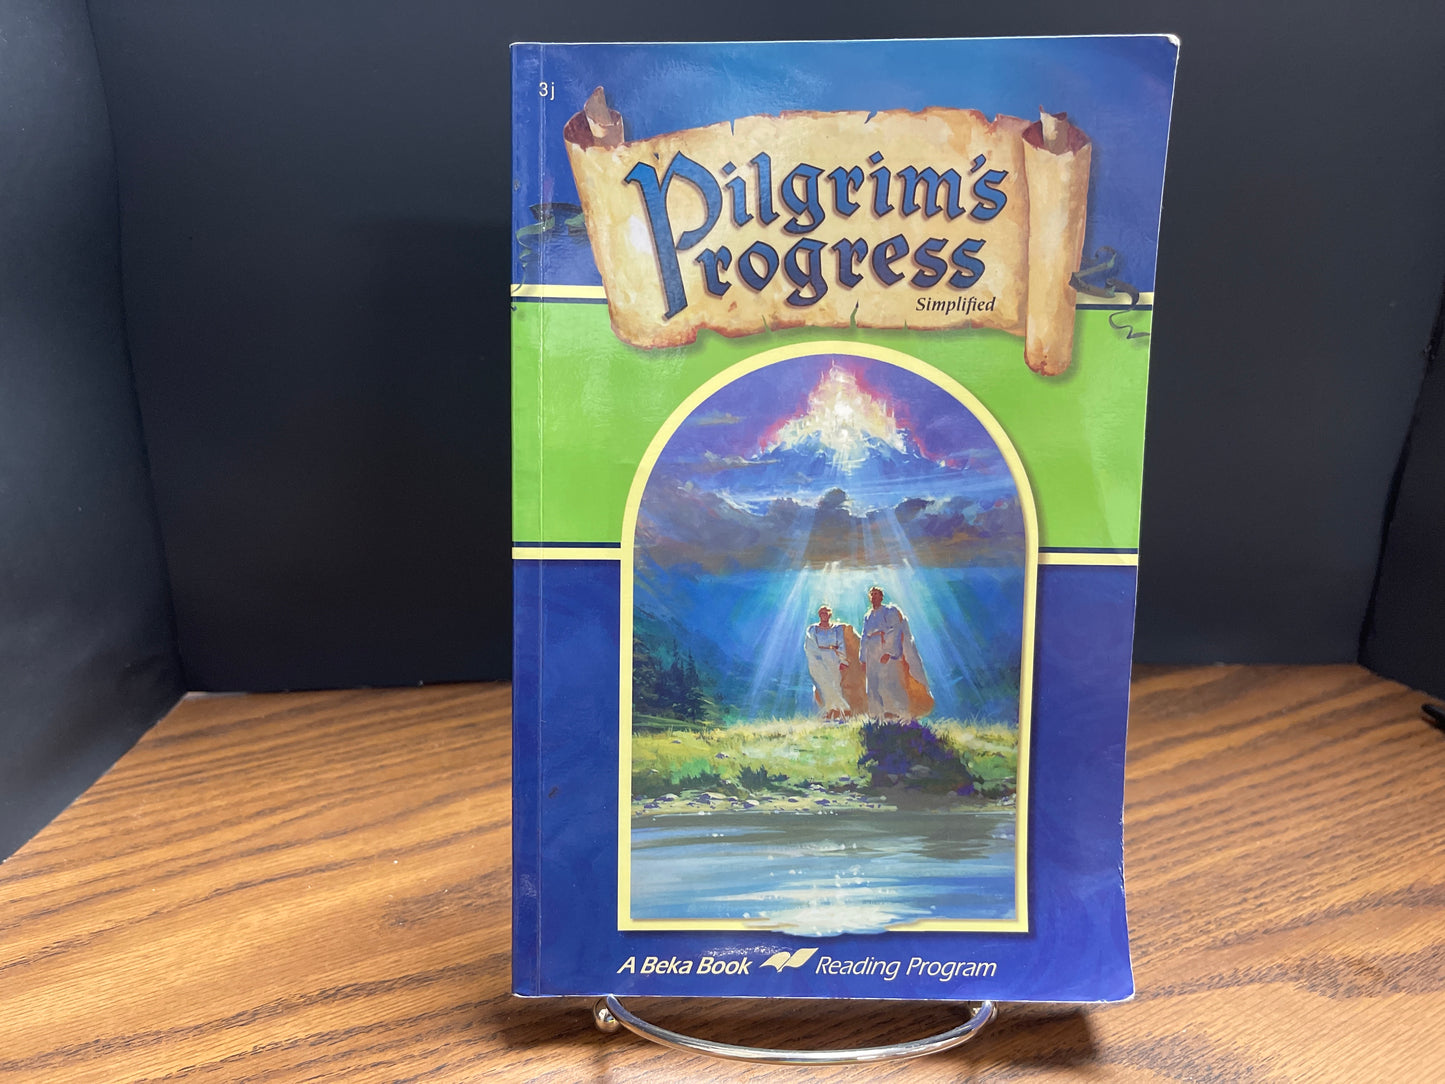 3j
Pilgrim's
Progress
Simplified
A Beka Book Reading Program